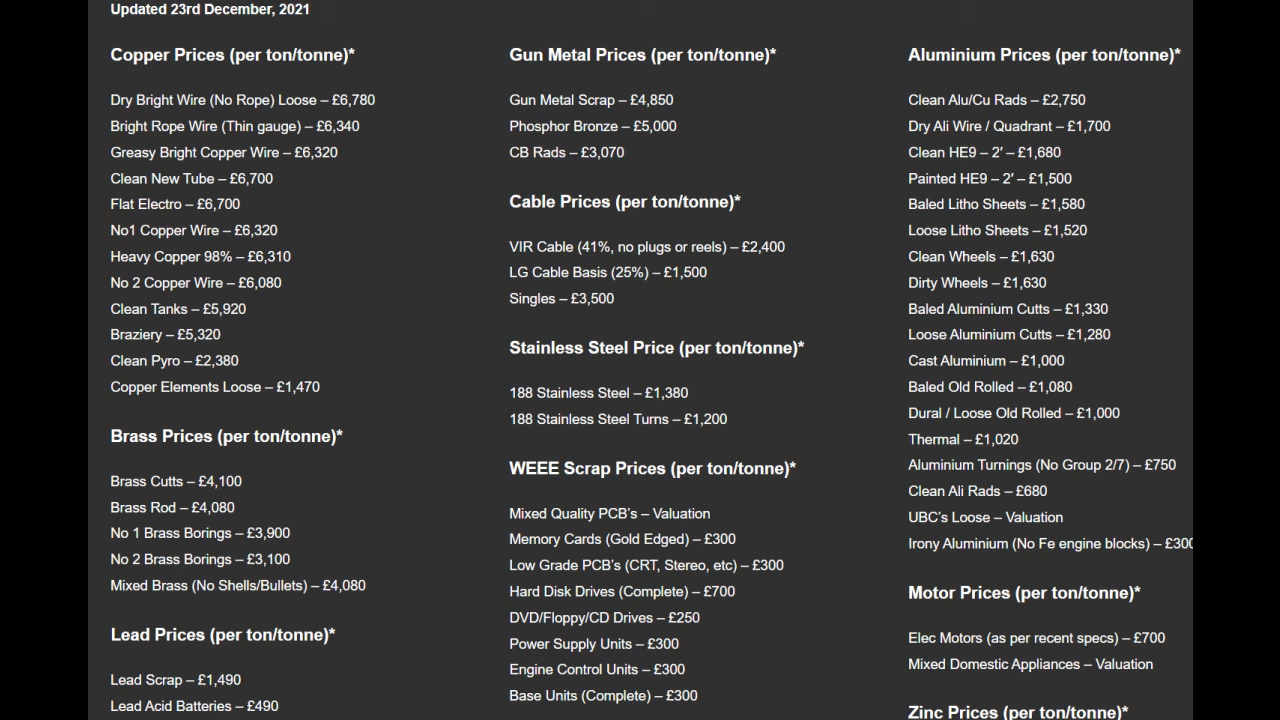 Updated 23rd December, 2021
Copper Prices (per ton/tonne)*
Dry Bright Wire (No Rope) Loose – £6,780
Bright Rope Wire (Thin gauge) – £6,340
Greasy Bright Copper Wire – £6,320
Clean New Tube – £6,700
Flat Electro – £6,700
No1 Copper Wire – £6,320
Heavy Copper 98% – £6,310
No 2 Copper Wire – £6,080
Clean Tanks – £5,920
Braziery – £5,320
Clean Pyro – £2,380
Copper Elements Loose – £1,470
Brass Prices (per ton/tonne)*
Brass Cutts – £4,100
Brass Rod – £4,080
No 1 Brass Borings – £3,900
No 2 Brass Borings – £3,100
Mixed Brass (No Shells/Bullets) – £4,080
Lead Prices (per ton/tonne)*
Lead Scrap – £1,490
Lead Acid Batteries – £490
Gun Metal Prices (per ton/tonne)*
Gun Metal Scrap – £4,850
Phosphor Bronze – £5,000
CB Rads – £3,070
Cable Prices (per ton/tonne)*
VIR Cable (41%, no plugs or reels) – £2,400
LG Cable Basis (25%) – £1,500
Singles – £3,500
Stainless Steel Price (per ton/tonne)*
188 Stainless Steel – £1,380
188 Stainless Steel Turns – £1,200
WEEE Scrap Prices (per ton/tonne)*
Mixed Quality PCB’s – Valuation
Memory Cards (Gold Edged) – £300
Low Grade PCB’s (CRT, Stereo, etc) – £300
Hard Disk Drives (Complete) – £700
DVD/Floppy/CD Drives – £250
Power Supply Units – £300
Engine Control Units – £300
Base Units (Complete) – £300
Aluminium Prices (per ton/tonne)*
Clean Alu/Cu Rads – £2,750
Dry Ali Wire / Quadrant – £1,700
Clean HE9 – 2′ – £1,680
Painted HE9 – 2′ – £1,500
Baled Litho Sheets – £1,580
Loose Litho Sheets – £1,520
Clean Wheels – £1,630
Dirty Wheels – £1,630
Baled Aluminium Cutts – £1,330
Loose Aluminium Cutts – £1,280
Cast Aluminium – £1,000
Baled Old Rolled – £1,080
Dural / Loose Old Rolled – £1,000
Thermal – £1,020
Aluminium Turnings (No Group 2/7) – £750
Clean Ali Rads – £680
UBC’s Loose – Valuation
Irony Aluminium (No Fe engine blocks) – £300
Motor Prices (per ton/tonne)*
Elec Motors (as per recent specs) – £700
Mixed Domestic Appliances – Valuation
Zinc Prices (per ton/tonne)*